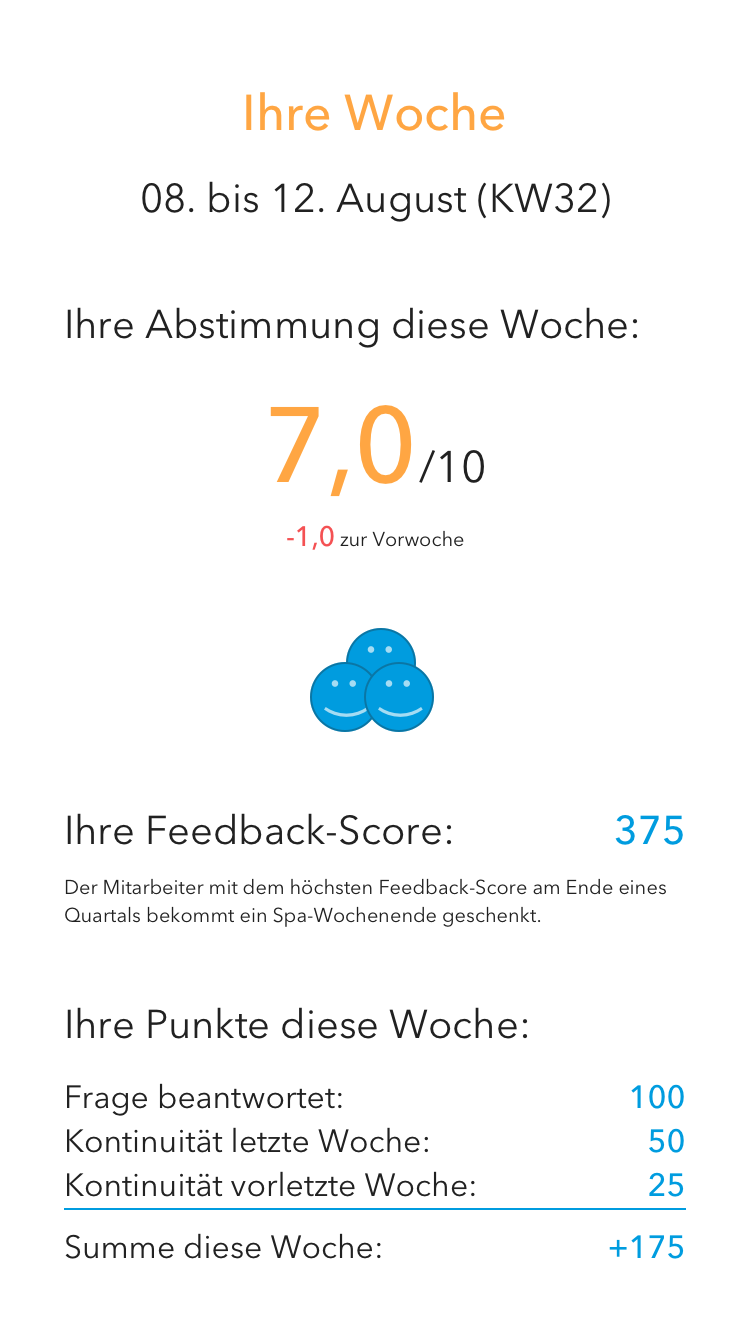 Ihre Woche
08. bis 12. August (KW32)
Ihre Abstimmung diese Woche:
7,0/10
-1,0 zur Vorwoche
Ihre Feedback-Score: 375
Der Mitarbeiter mit dem höchsten Feedback-Score am Ende eines
Quartals bekommt ein Spa-Wochenende geschenkt.
Ihre Punkte diese Woche:
Frage beantwortet: 100
Kontinuität letzte Woche: 50
Kontinuität vorletzte Woche: 25
Summe diese Woche: +175